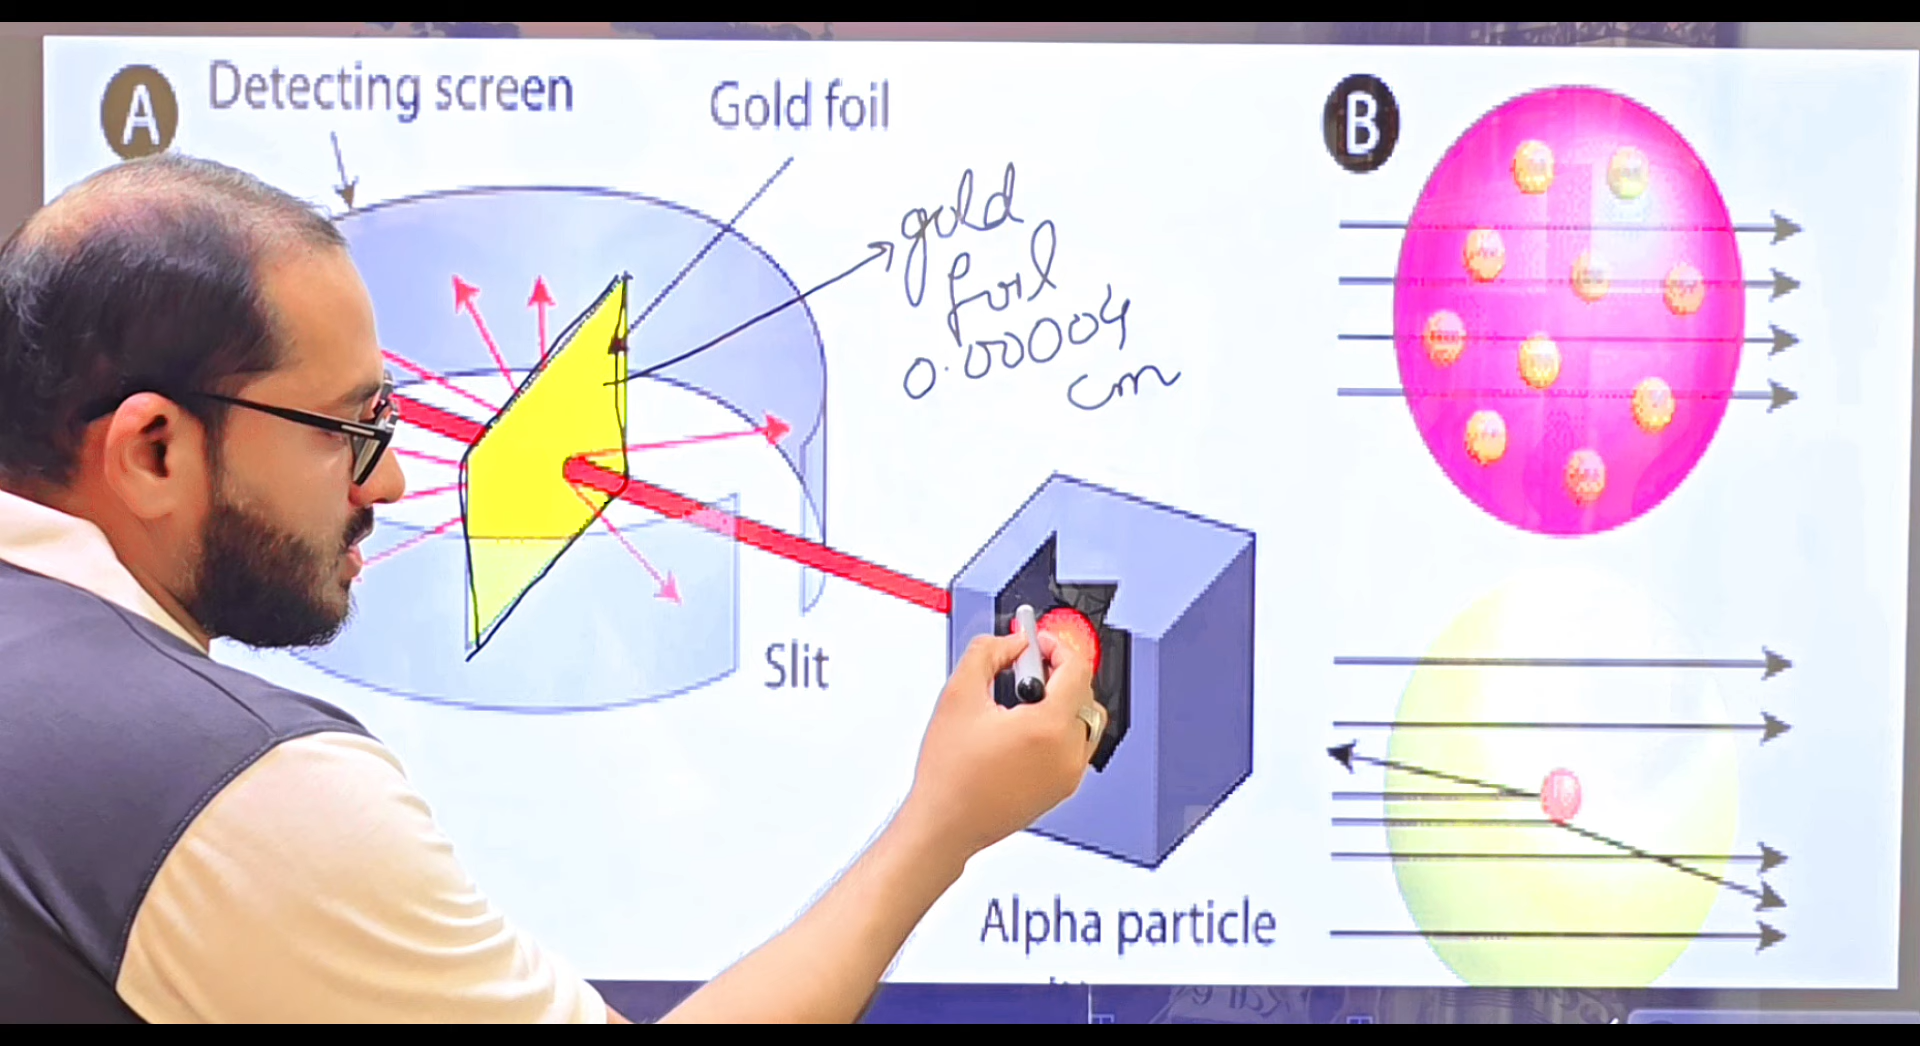 A
Detecting screen
Gold foil
gold
foil
0.00004
cm
Slit
Alpha particle
B